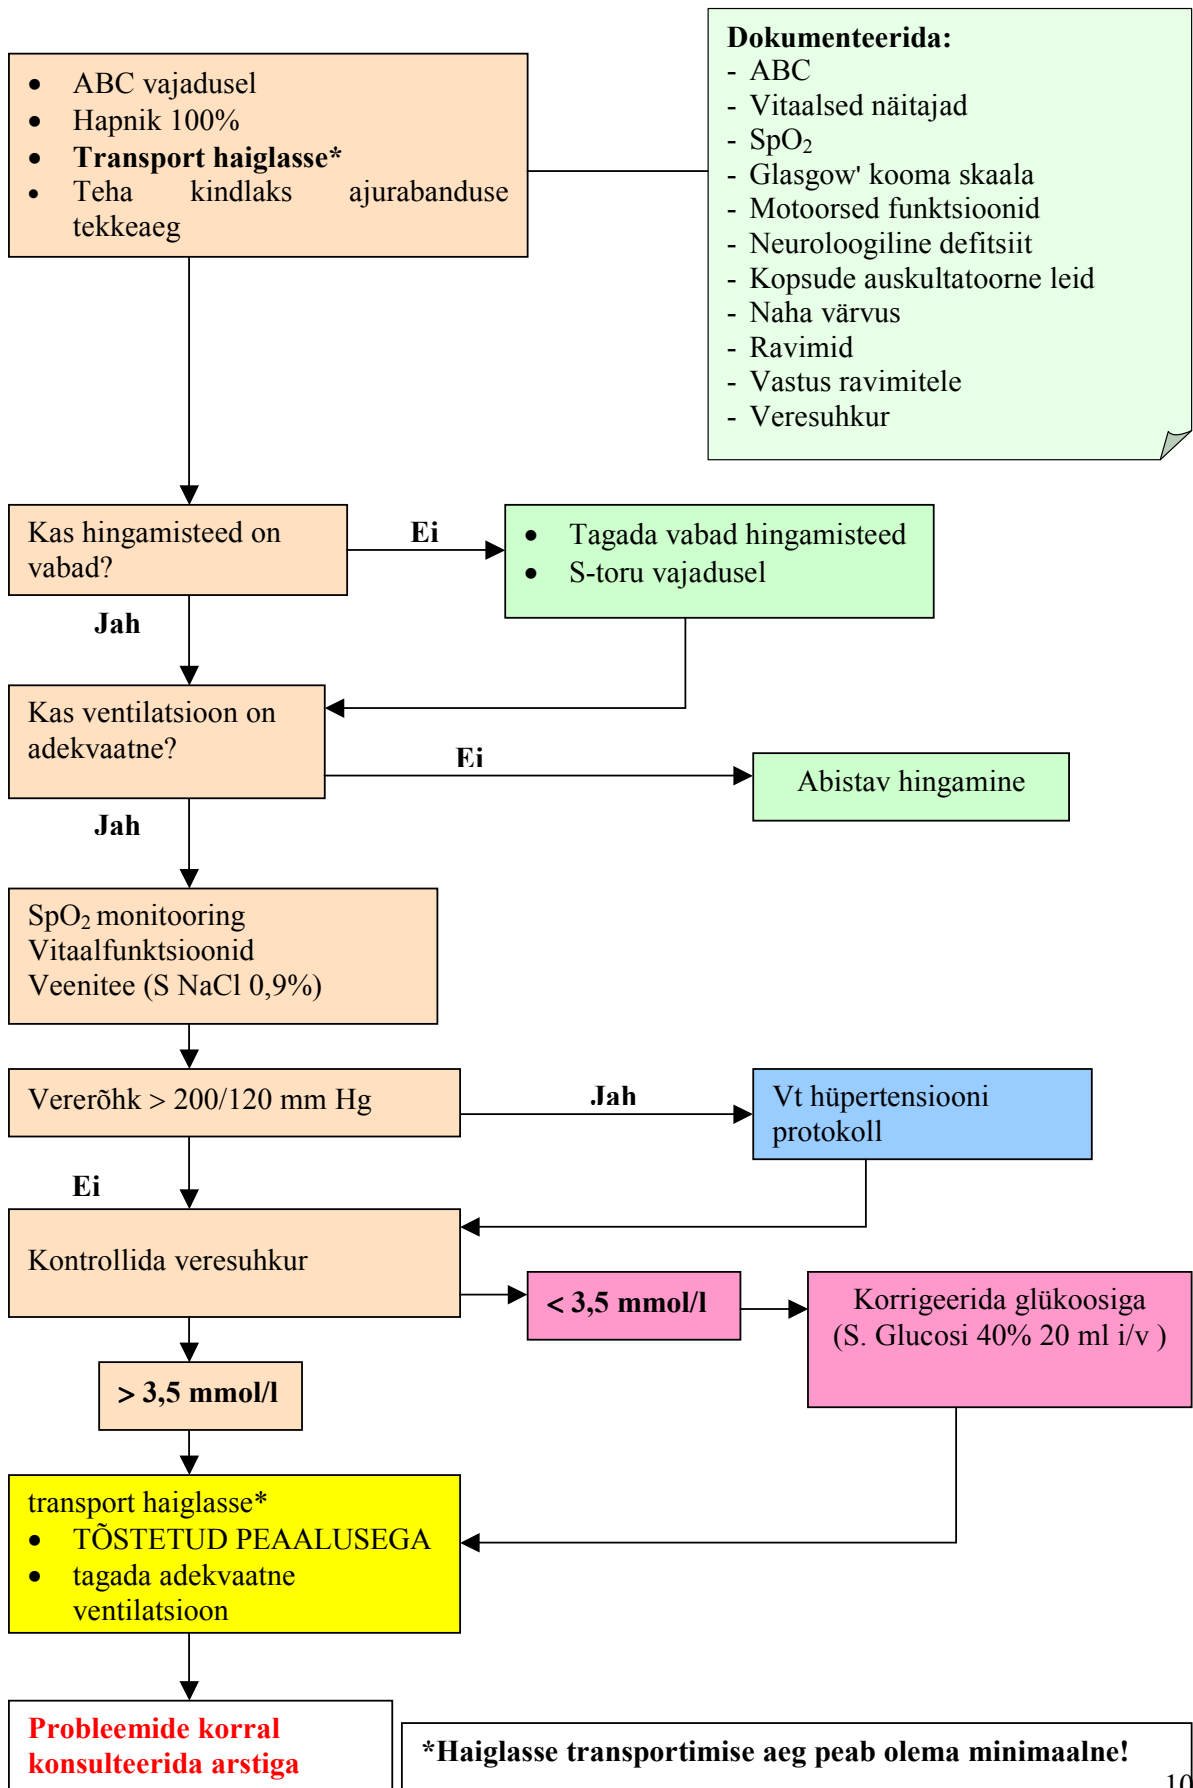 • ABC vajadusel
• Hapnik 100%
• Transport haiglasse*
• Teha kindlaks ajurabanduse
tekkeaeg
Dokumenteerida:
- ABC
- Vitaalsed näitajad
- SpO₂
- Glasgow' kooma skaala
- Motoorsed funktsioonid
- Neuroloogiline defitsiit
- Kopsude auskultatoorne leid
- Naha värvus
- Ravimid
- Vastus ravimitele
- Veresuhkur
Kas hingamisteed on
vabad?
Ei
• Tagada vabad hingamisteed
• S-toru vajadusel
Jah
Kas ventilatsioon on
adekvaatne?
Ei
Abistav hingamine
Jah
SpO₂ monitooring
Vitaalfunktsioonid
Veenitee (S NaCl 0,9%)
Vererõhk > 200/120 mm Hg
Jah
Vt hüpertensiooni
protokoll
Ei
Kontrollida veresuhkur
< 3,5 mmol/l
Korrigeerida glükoosiga
(S. Glucosi 40% 20 ml i/v )
> 3,5 mmol/l
transport haiglasse*
• TÕSTETUD PEAALUSEGA
• tagada adekvaatne
ventilatsioon
Probleemide korral
konsulteerida arstiga
*Haiglasse transportimise aeg peab olema minimaalne!
10